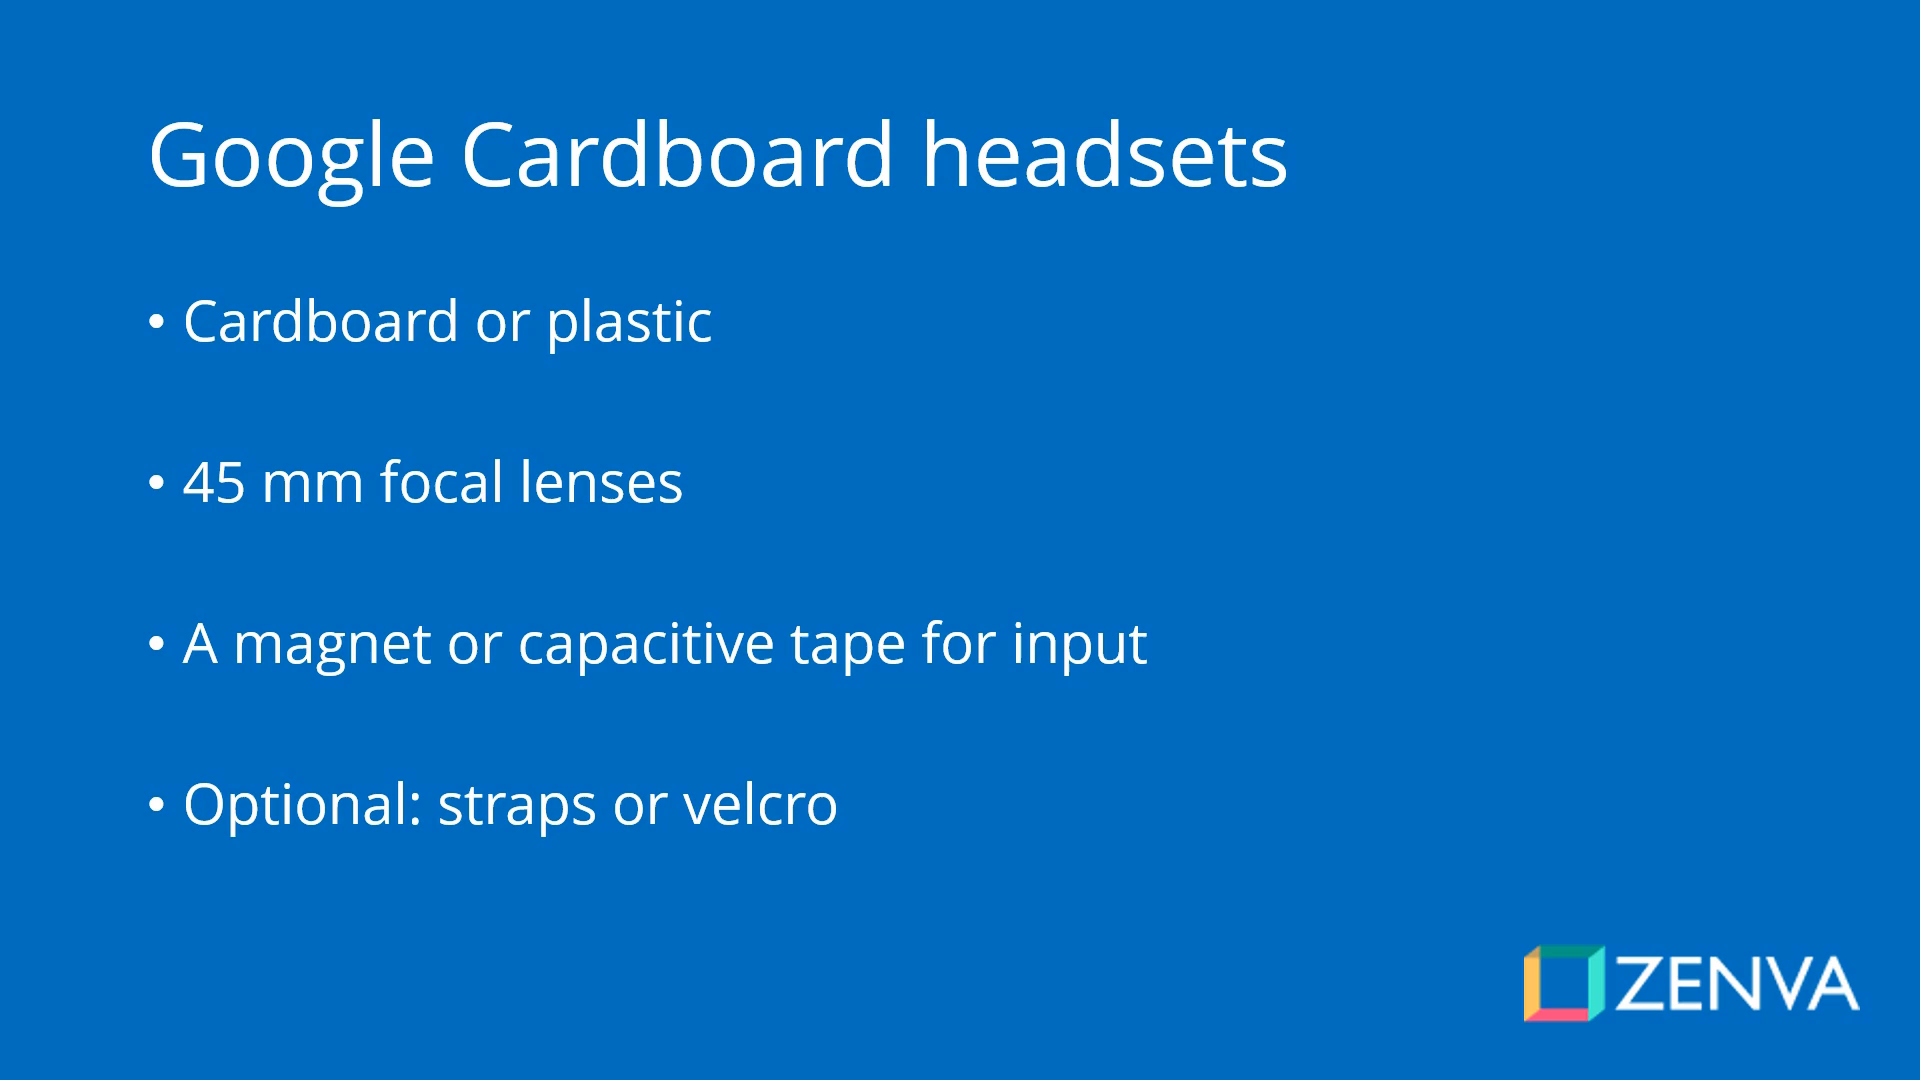 Google Cardboard headsets
• Cardboard or plastic
• 45 mm focal lenses
• A magnet or capacitive tape for input
• Optional: straps or velcro
ZENVA